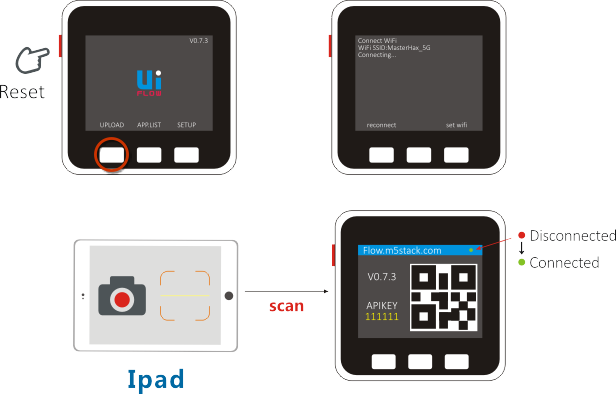 Reset
V0.7.3
Ui
FLOW
UPLOAD APP.LIST SETUP
Connect WiFi
WiFi SSID:MasterHax_5G
Connecting...
reconnect set wifi
Ipad
scan
Flow.m5stack.com
V0.7.3
APIKEY
111111
Disconnected
Connected